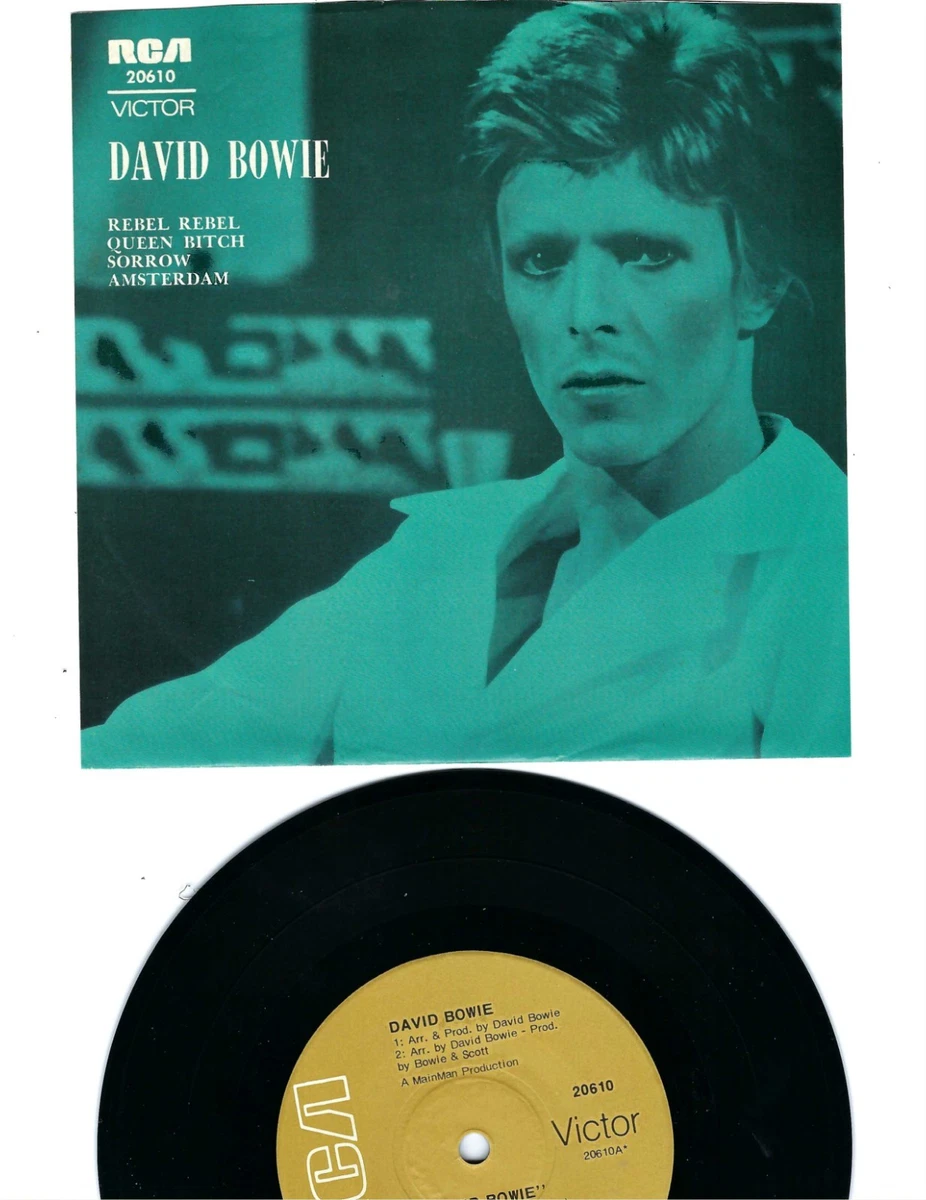 RCA
20610
VICTOR
DAVID BOWIE
REBEL REBEL
QUEEN BITCH
SORROW
AMSTERDAM
DAVID BOWIE
1: Arr. & Prod. by David Bowie
2: Arr. by David Bowie - Prod.
by Bowie & Scott
A MainMan Production
20610
Victor
20610A*
RCA
BOWIE"